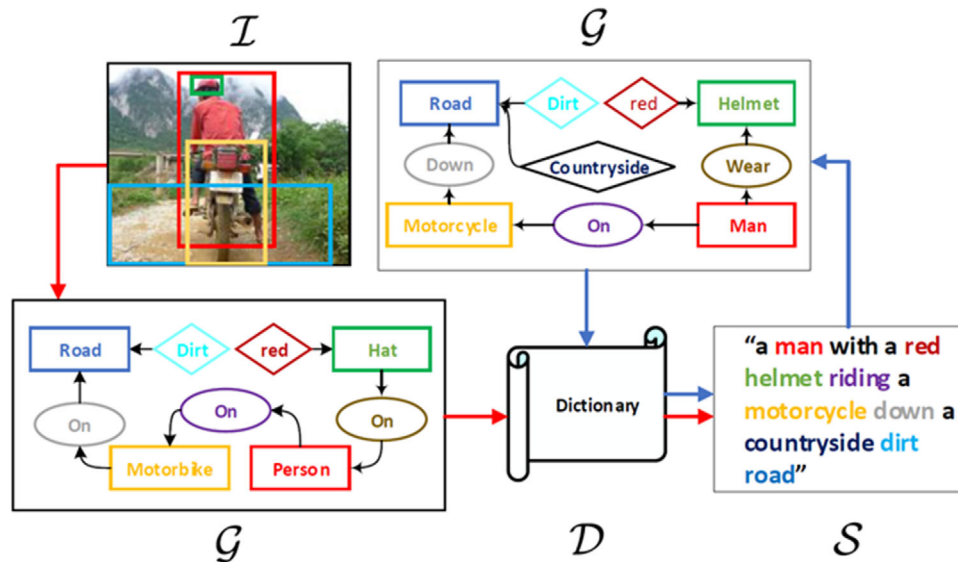 I
G
Road
Dirt
red
Helmet
Down
Countryside
Wear
Motorcycle
On
Man
Road
Dirt
red
Hat
On
On
On
Motorbike
Person
Dictionary
“a man with a red
helmet riding a
motorcycle down a
countryside dirt
road”
G
D
S